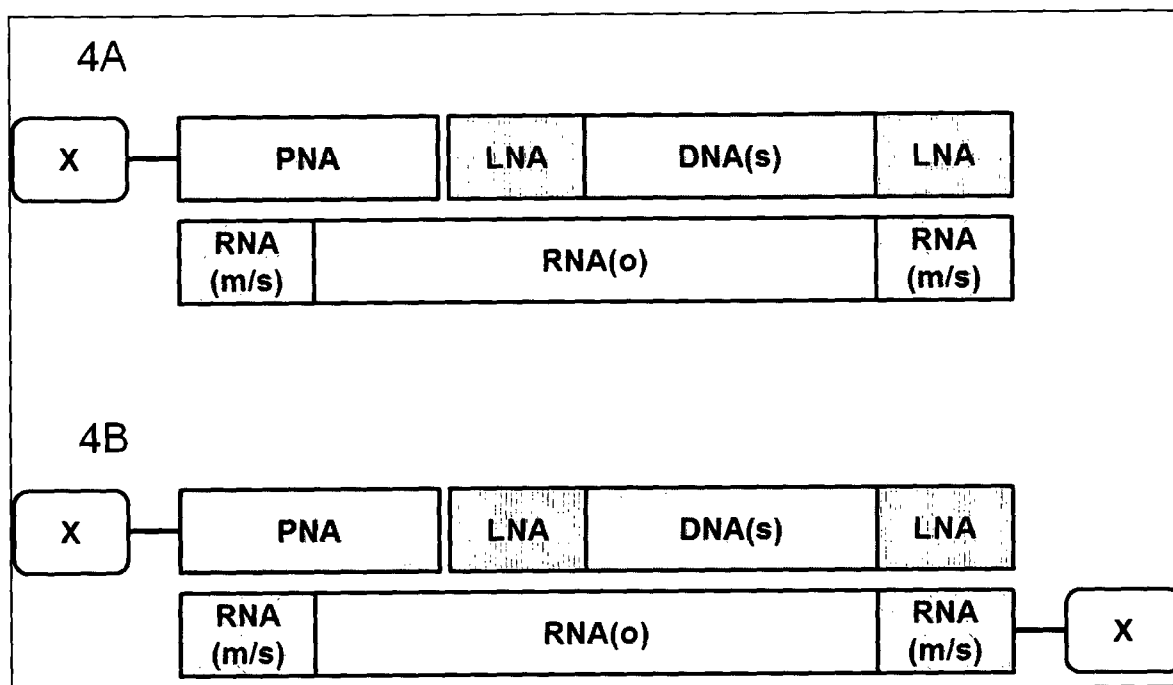 4A
X PNA LNA DNA(s) LNA
RNA (m/s) RNA(o) RNA (m/s)
4B
X PNA LNA DNA(s) LNA
RNA (m/s) RNA(o) RNA (m/s) X